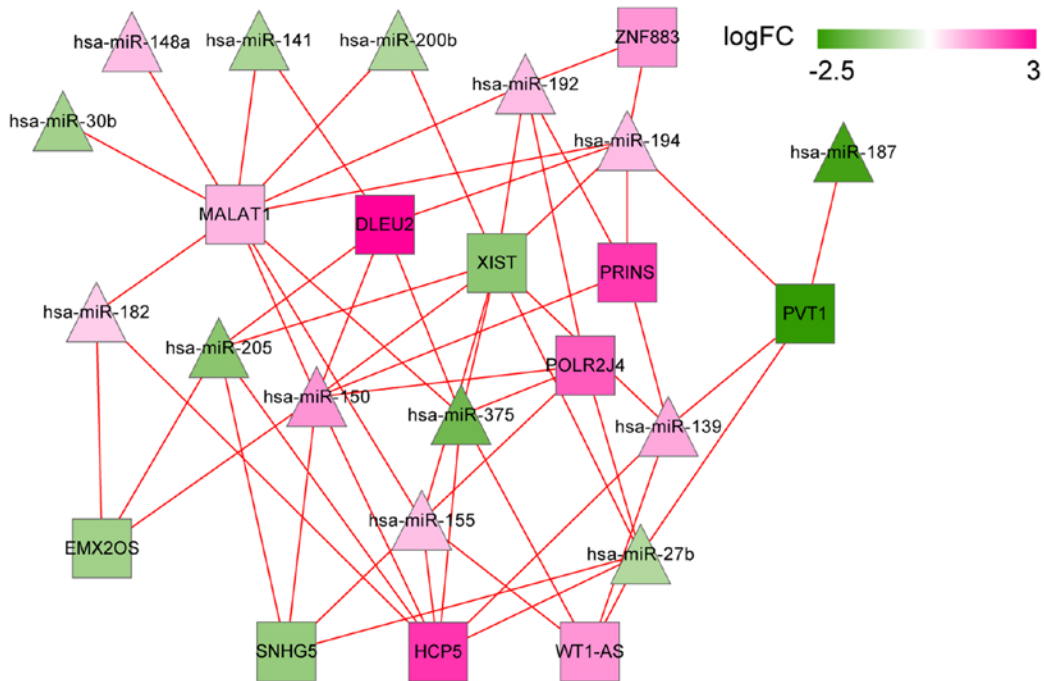 hsa-miR-148a
hsa-miR-141
hsa-miR-200b
ZNF883
logFC
-2.5
3
hsa-miR-192
hsa-miR-30b
hsa-miR-194
hsa-miR-187
MALAT1
DLEU2
XIST
PRINS
hsa-miR-182
PVT1
hsa-miR-205
POLR2J4
hsa-miR-150
hsa-miR-375
hsa-miR-139
hsa-miR-155
EMX2OS
hsa-miR-27b
SNHG5
HCP5
WT1-AS